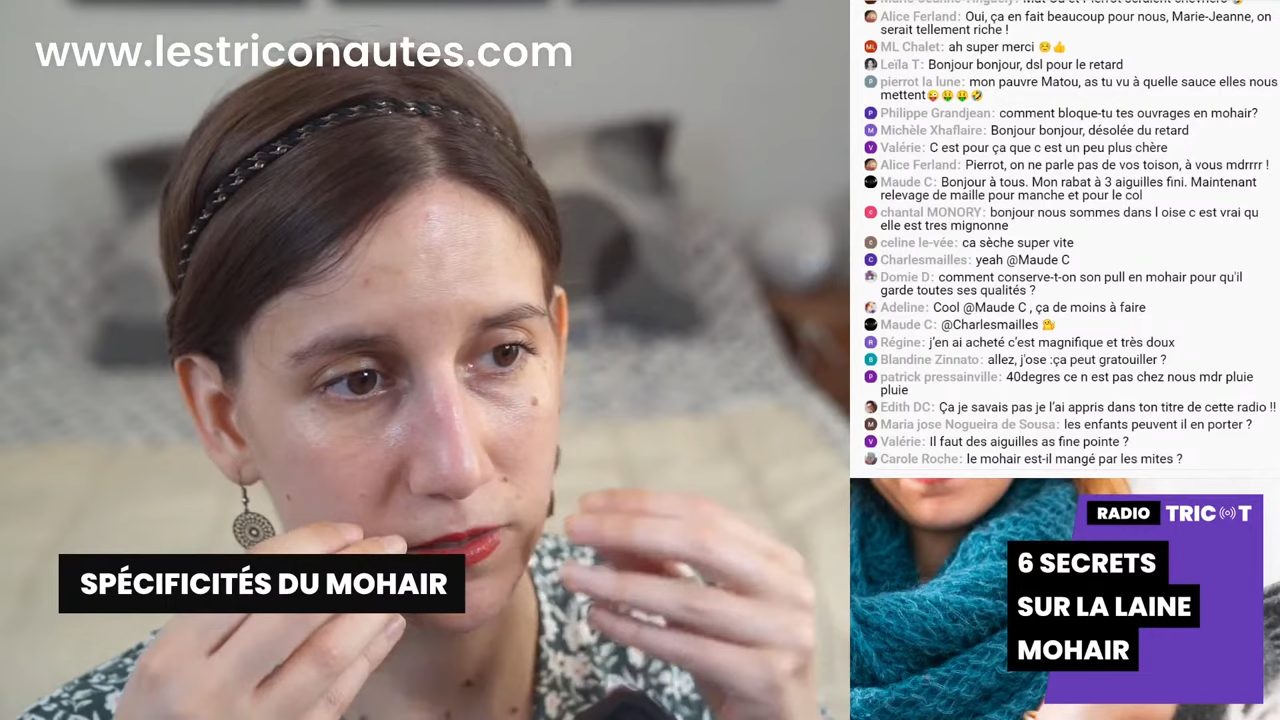 www.lestriconautes.com
SPÉCIFICITÉS DU MOHAIR
Alice Ferland: Oui, ça en fait beaucoup pour nous, Marie-Jeanne, on
serait tellement riche !
ML Chalet: ah super merci ☺️👍
Leïla T: Bonjour bonjour, dsl pour le retard
pierrot la lune: mon pauvre Matou, as tu vu à quelle sauce elles nous
mettent😜🤑🤑🤣
Philippe Grandjean: comment bloque-tu tes ouvrages en mohair?
Michèle Xhaflaire: Bonjour bonjour, désolée du retard
Valérie: C est pour ça que c est un peu plus chère
Alice Ferland: Pierrot, on ne parle pas de vos toison, à vous mdrrrr !
Maude C: Bonjour à tous. Mon rabat à 3 aiguilles fini. Maintenant
relevage de maille pour manche et pour le col
chantal MONORY: bonjour nous sommes dans l oise c est vrai qu
elle est tres mignonne
celine le-vée: ca sèche super vite
Charlesmailles: yeah @Maude C
Domie D: comment conserve-t-on son pull en mohair pour qu'il
garde toutes ses qualités ?
Adeline: Cool @Maude C , ça de moins à faire
Maude C: @Charlesmailles 🤗
Régine: j'en ai acheté c'est magnifique et très doux
Blandine Zinnato: allez, j'ose :ça peut gratouiller ?
patrick pressainville: 40degres ce n est pas chez nous mdr pluie
pluie
Edith DC: Ça je savais pas je l'ai appris dans ton titre de cette radio !!
Maria jose Nogueira de Sousa: les enfants peuvent il en porter ?
Valérie: Il faut des aiguilles as fine pointe ?
Carole Roche: le mohair est-il mangé par les mites ?
RADIO TRICOT
6 SECRETS
SUR LA LAINE
MOHAIR